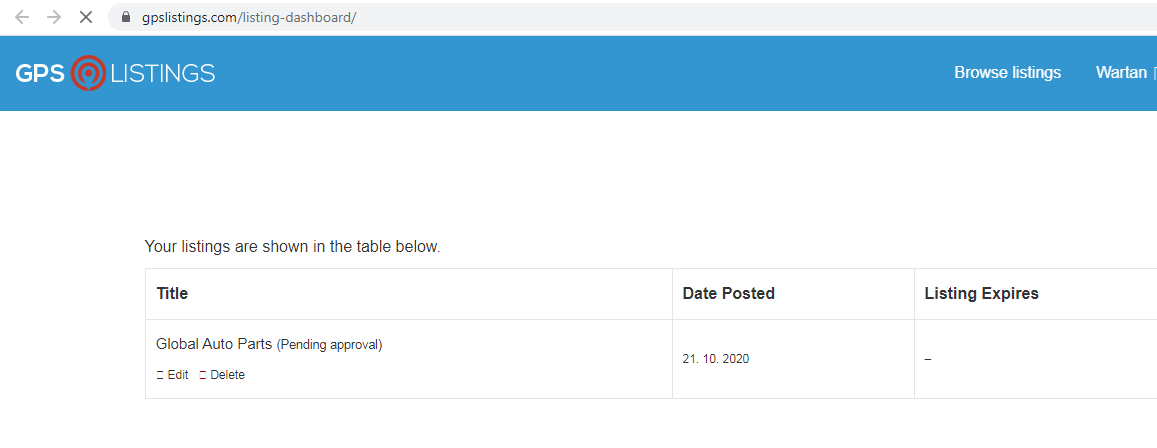 gpslistings.com/listing-dashboard/
GPS LISTINGS
Browse listings
Wartan
Your listings are shown in the table below.
Title
Date Posted
Listing Expires
Global Auto Parts (Pending approval)
21. 10. 2020
–
Edit
Delete